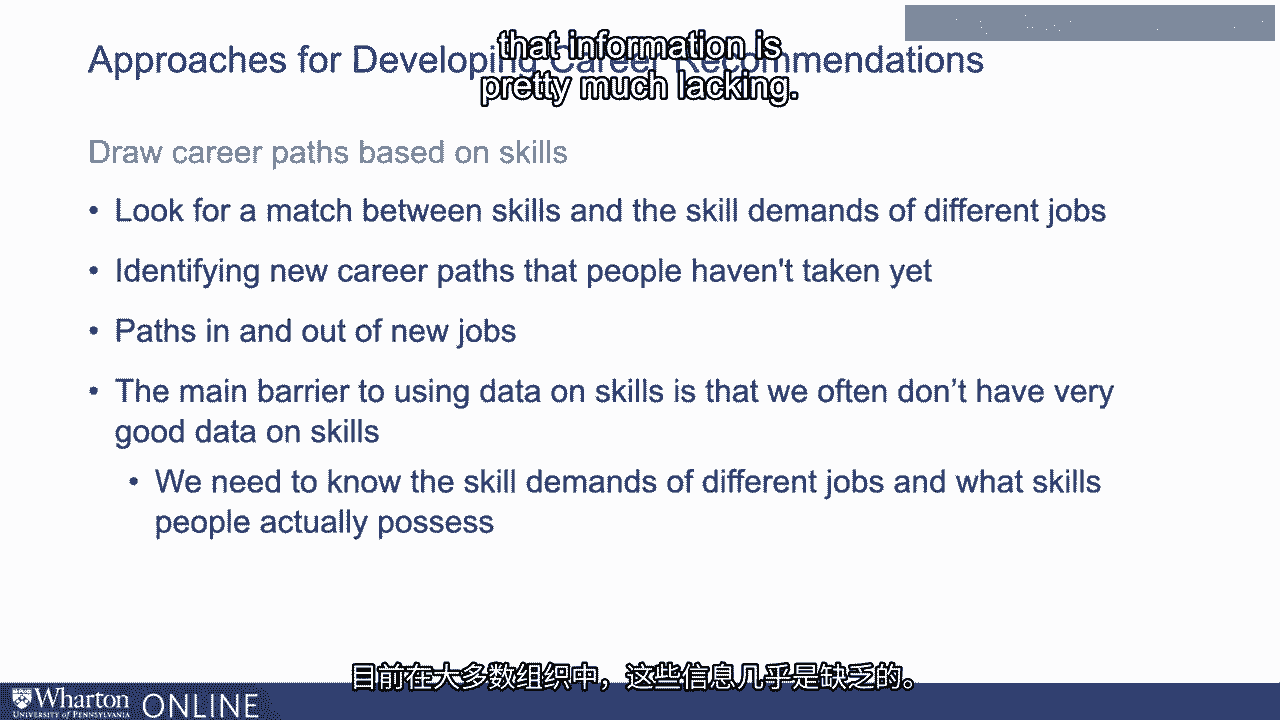 that information is
pretty much lacking.
Approaches for Developing Career Recommendations
Draw career paths based on skills
• Look for a match between skills and the skill demands of different jobs
• Identifying new career paths that people haven't taken yet
• Paths in and out of new jobs
• The main barrier to using data on skills is that we often don’t have very
good data on skills
• We need to know the skill demands of different jobs and what skills
people actually possess
目前在大多数组织中，这些信息几乎是缺乏的。
Wharton ONLINE
UNIVERSITY of PENNSYLVANIA